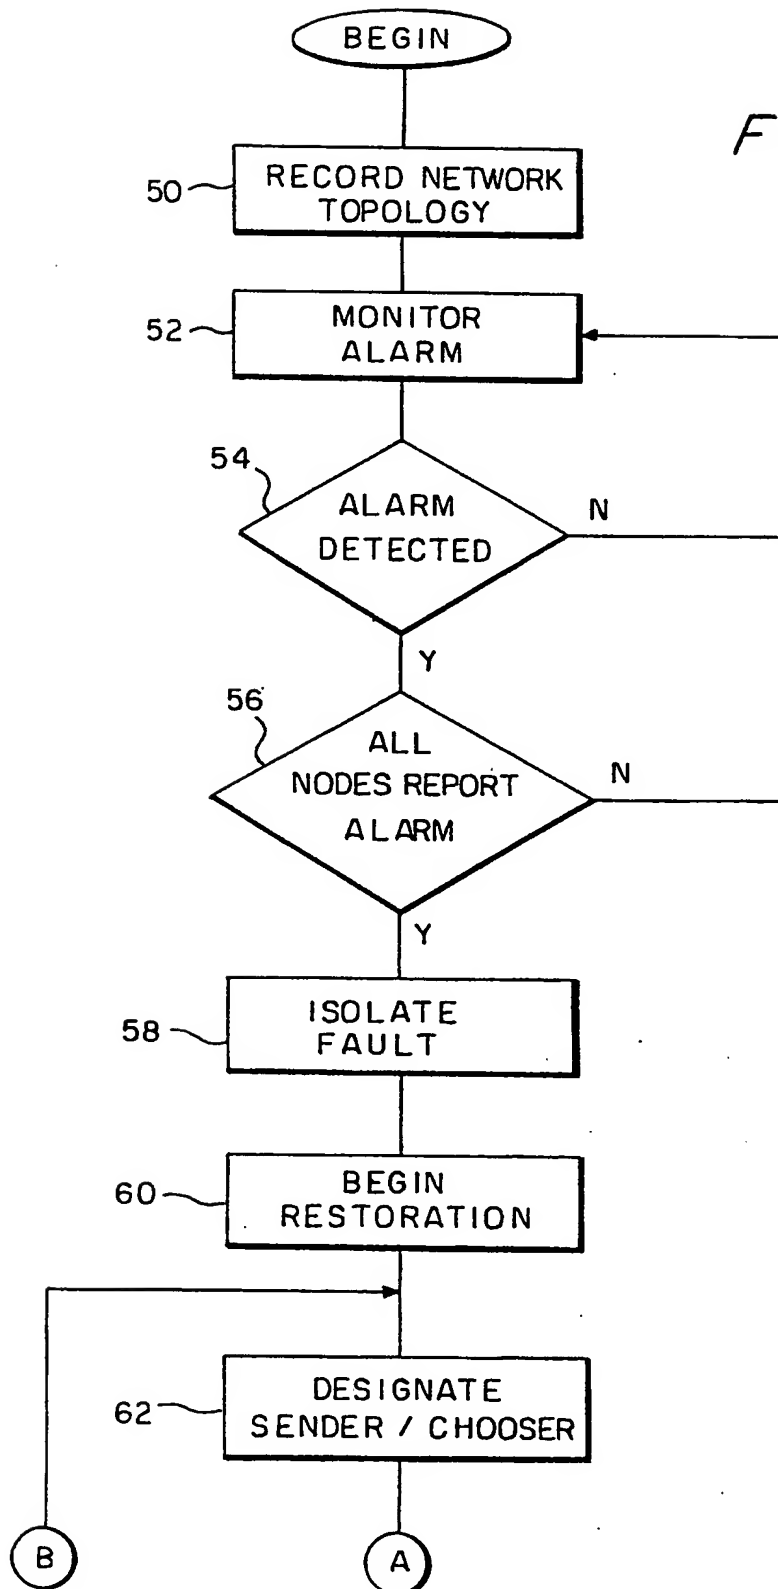 BEGIN
F
50
RECORD NETWORK
TOPOLOGY
52
MONITOR
ALARM
54
ALARM
DETECTED
N
Y
56
ALL
NODES REPORT
ALARM
N
Y
58
ISOLATE
FAULT
60
BEGIN
RESTORATION
62
DESIGNATE
SENDER / CHOOSER
B
A